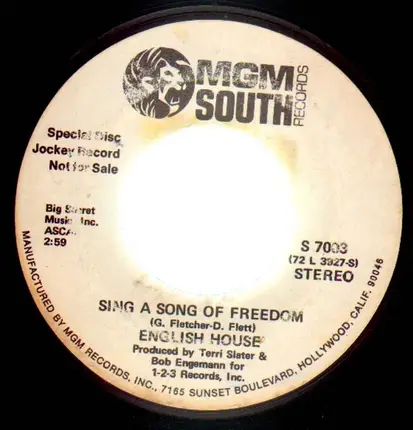 MGM
SOUTH
RECORDS
Special Disc
Jockey Record
Not for Sale
Big Secret
Music Inc.
ASCAP
2:59
S 7003
(72 L 3927-S)
STEREO
SING A SONG OF FREEDOM
(G. Fletcher-D. Flett)
ENGLISH HOUSE
Produced by Terri Slater &
Bob Engemann for
1-2-3 Records, Inc.
MANUFACTURED BY MGM RECORDS, INC., 7165 SUNSET BOULEVARD, HOLLYWOOD, CALIF. 90046